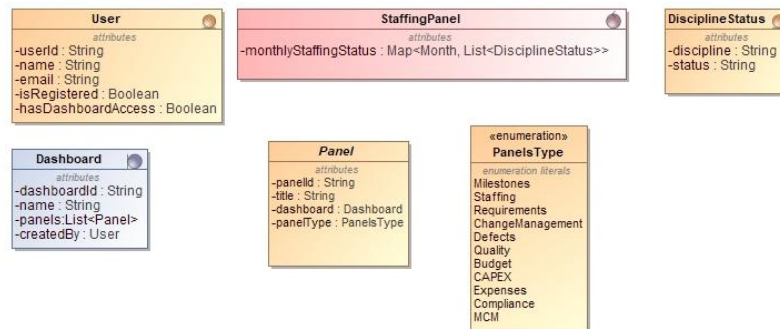 User
attributes
-userId : String
-name : String
-email : String
-isRegistered : Boolean
-hasDashboardAccess : Boolean
StaffingPanel
attributes
-monthlyStaffingStatus : Map<Month, List<DisciplineStatus>>
DisciplineStatus
attributes
-discipline : String
-status : String
Dashboard
attributes
-dashboardId : String
-name : String
-panels:List<Panel>
-createdBy : User
Panel
attributes
-panelId : String
-title : String
-dashboard : Dashboard
-panelType : PanelsType
«enumeration»
PanelsType
enumeration literals
Milestones
Staffing
Requirements
ChangeManagement
Defects
Quality
Budget
CAPEX
Expenses
Compliance
MCM